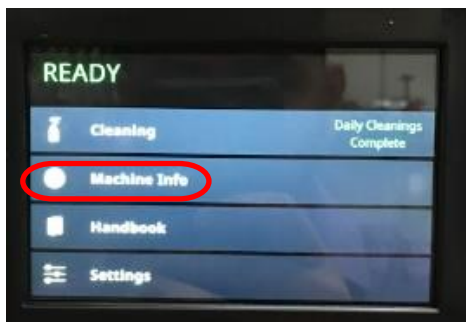 READY
Cleaning
Daily Cleanings
Complete
Machine Info
Handbook
Settings